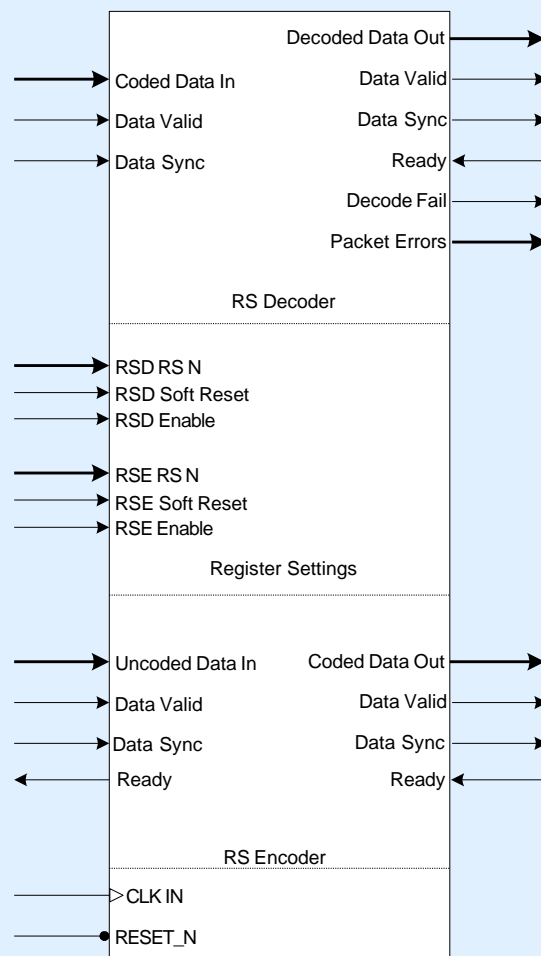 Decoded Data Out
Coded Data In
Data Valid
Data Valid
Data Sync
Data Sync
Ready
Decode Fail
Packet Errors
RS Decoder
RSD RS N
RSD Soft Reset
RSD Enable
RSE RS N
RSE Soft Reset
RSE Enable
Register Settings
Uncoded Data In
Coded Data Out
Data Valid
Data Valid
Data Sync
Data Sync
Ready
Ready
RS Encoder
CLK IN
RESET_N